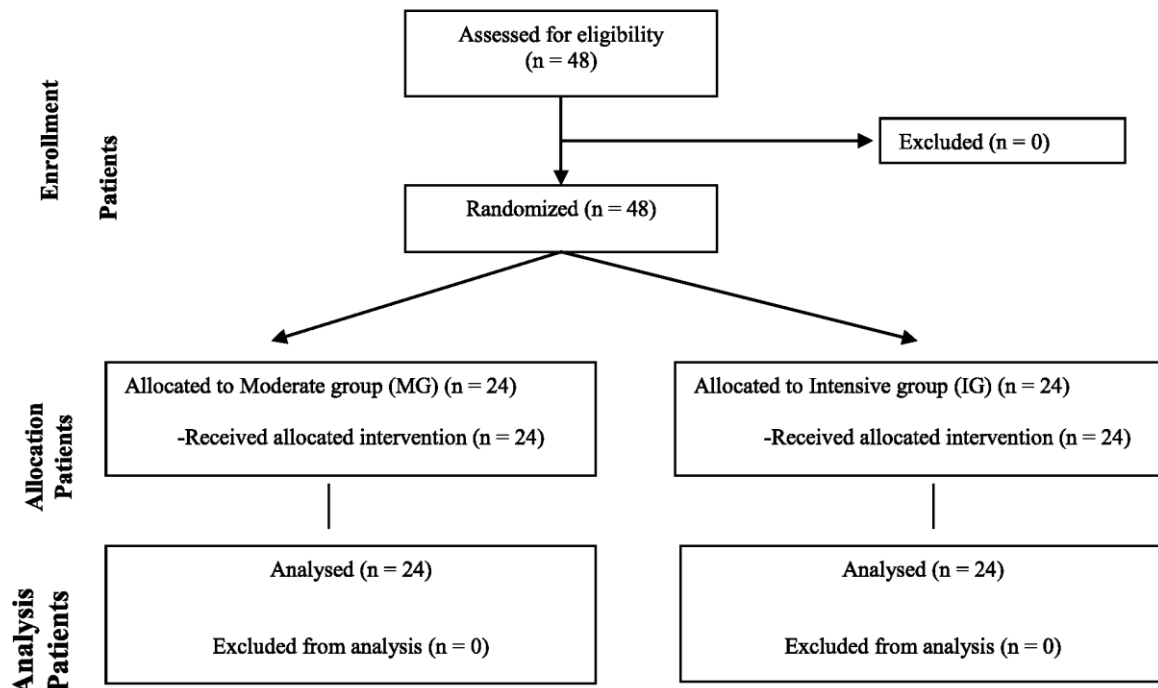 Assessed for eligibility
(n = 48)
Enrollment
Patients
Excluded (n = 0)
Randomized (n = 48)
Allocation
Patients
Allocated to Moderate group (MG) (n = 24)
-Received allocated intervention (n = 24)
Allocated to Intensive group (IG) (n = 24)
-Received allocated intervention (n = 24)
Analysis
Patients
Analysed (n = 24)
Excluded from analysis (n = 0)
Analysed (n = 24)
Excluded from analysis (n = 0)